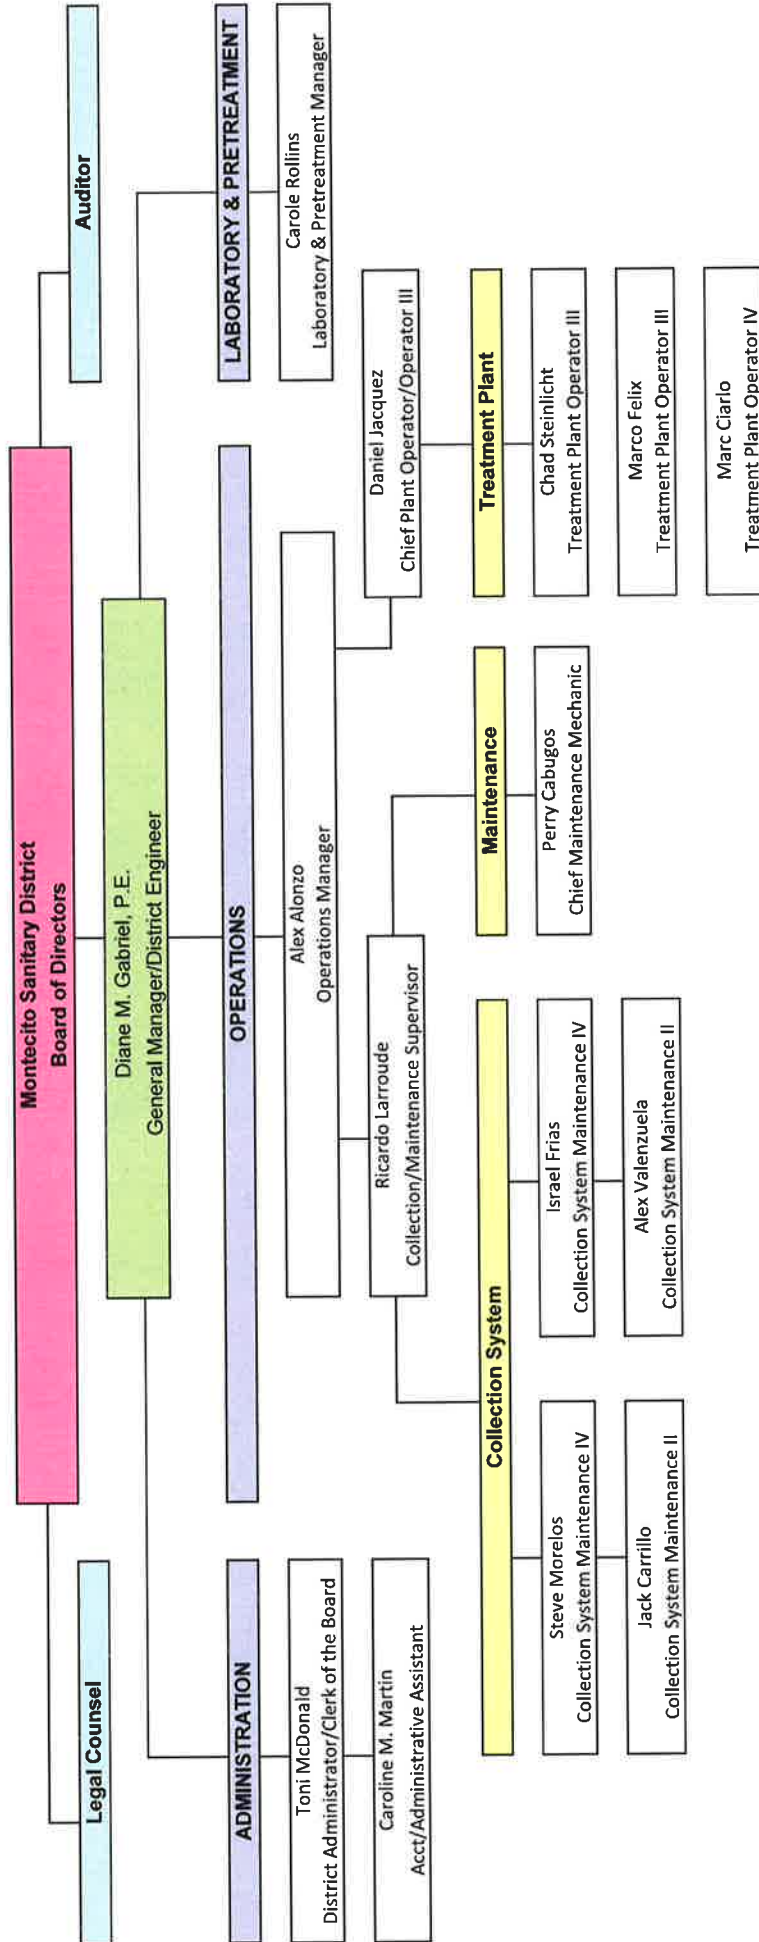 Montecito Sanitary District
Board of Directors
Legal Counsel
Auditor
Diane M. Gabriel, P.E.
General Manager/District Engineer
ADMINISTRATION
OPERATIONS
LABORATORY & PRETREATMENT
Toni McDonald
District Administrator/Clerk of the Board
Caroline M. Martin
Acct/Administrative Assistant
Alex Alonzo
Operations Manager
Carole Rollins
Laboratory & Pretreatment Manager
Ricardo Larroude
Collection/Maintenance Supervisor
Daniel Jacquez
Chief Plant Operator/Operator III
Collection System
Maintenance
Treatment Plant
Steve Morelos
Collection System Maintenance IV
Jack Carrillo
Collection System Maintenance II
Israel Frias
Collection System Maintenance IV
Alex Valenzuela
Collection System Maintenance II
Perry Cabugos
Chief Maintenance Mechanic
Chad Steinlicht
Treatment Plant Operator III
Marco Felix
Treatment Plant Operator III
Marc Ciarlo
Treatment Plant Operator IV